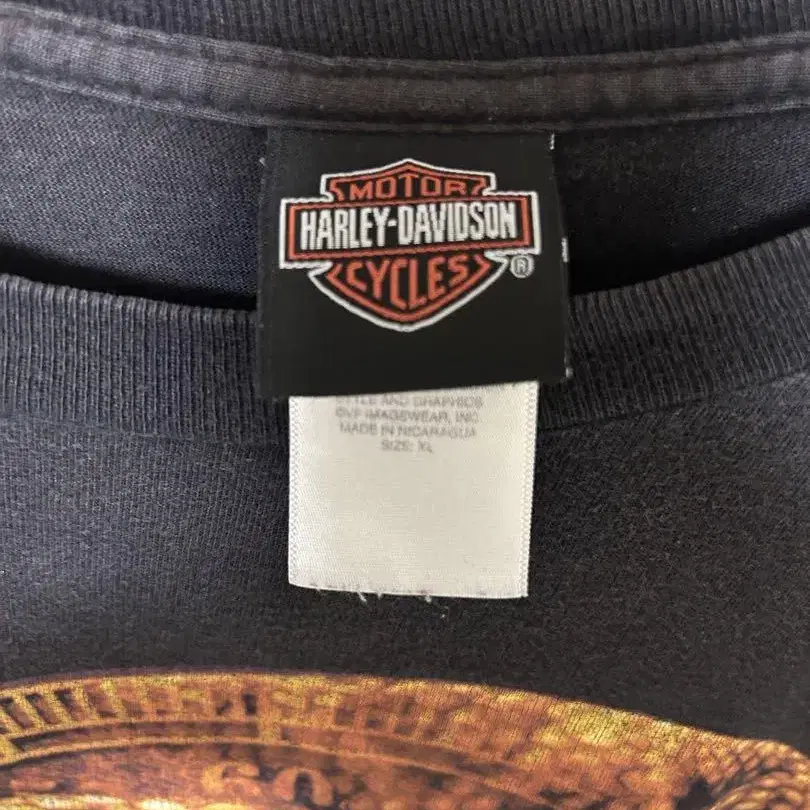 MOTOR
HARLEY-DAVIDSON
CYCLES
®
STYLE AND GRAPHICS
©VF IMAGEWEAR, INC.
MADE IN NICARAGUA
SIZE: XL